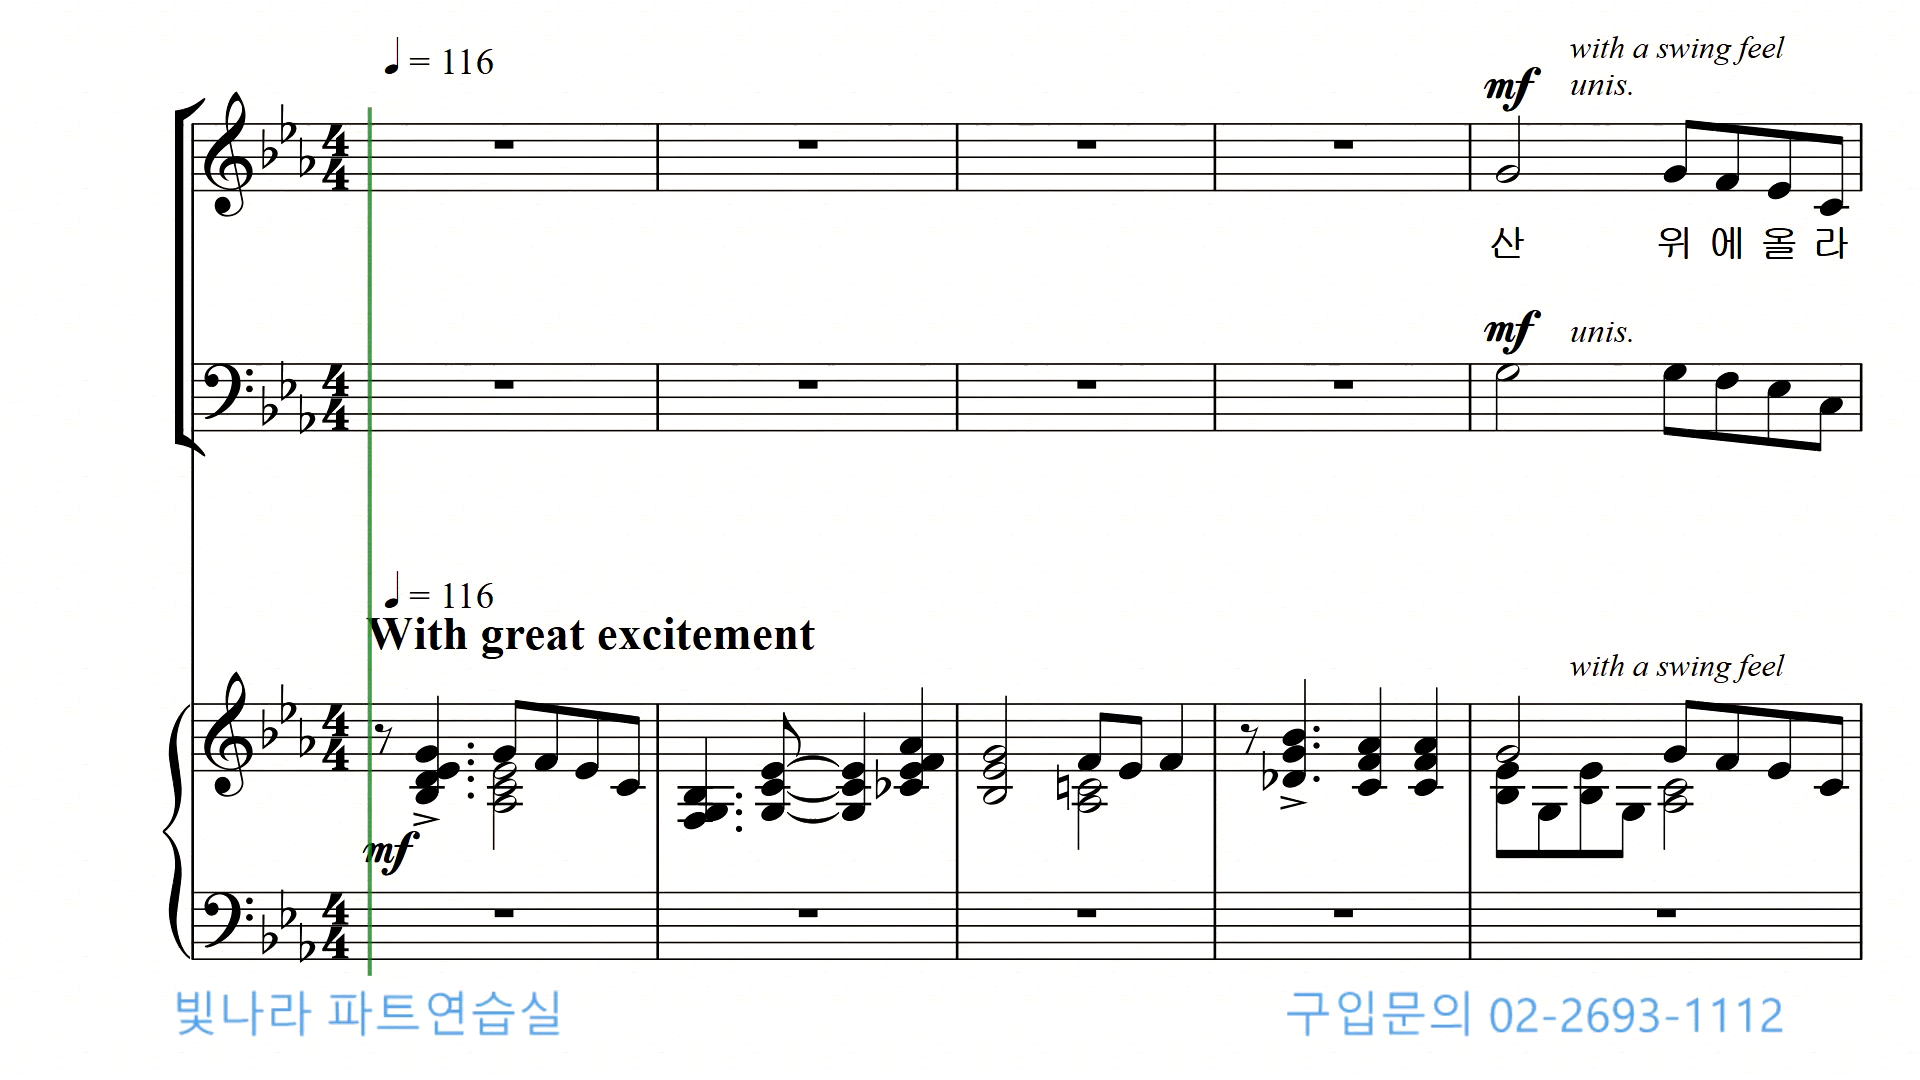 ♩ = 116
with a swing feel
mf unis.
산 위 에 올 라
mf unis.
♩ = 116
With great excitement
with a swing feel
mf
빛나라 파트연습실 구입문의 02-2693-1112